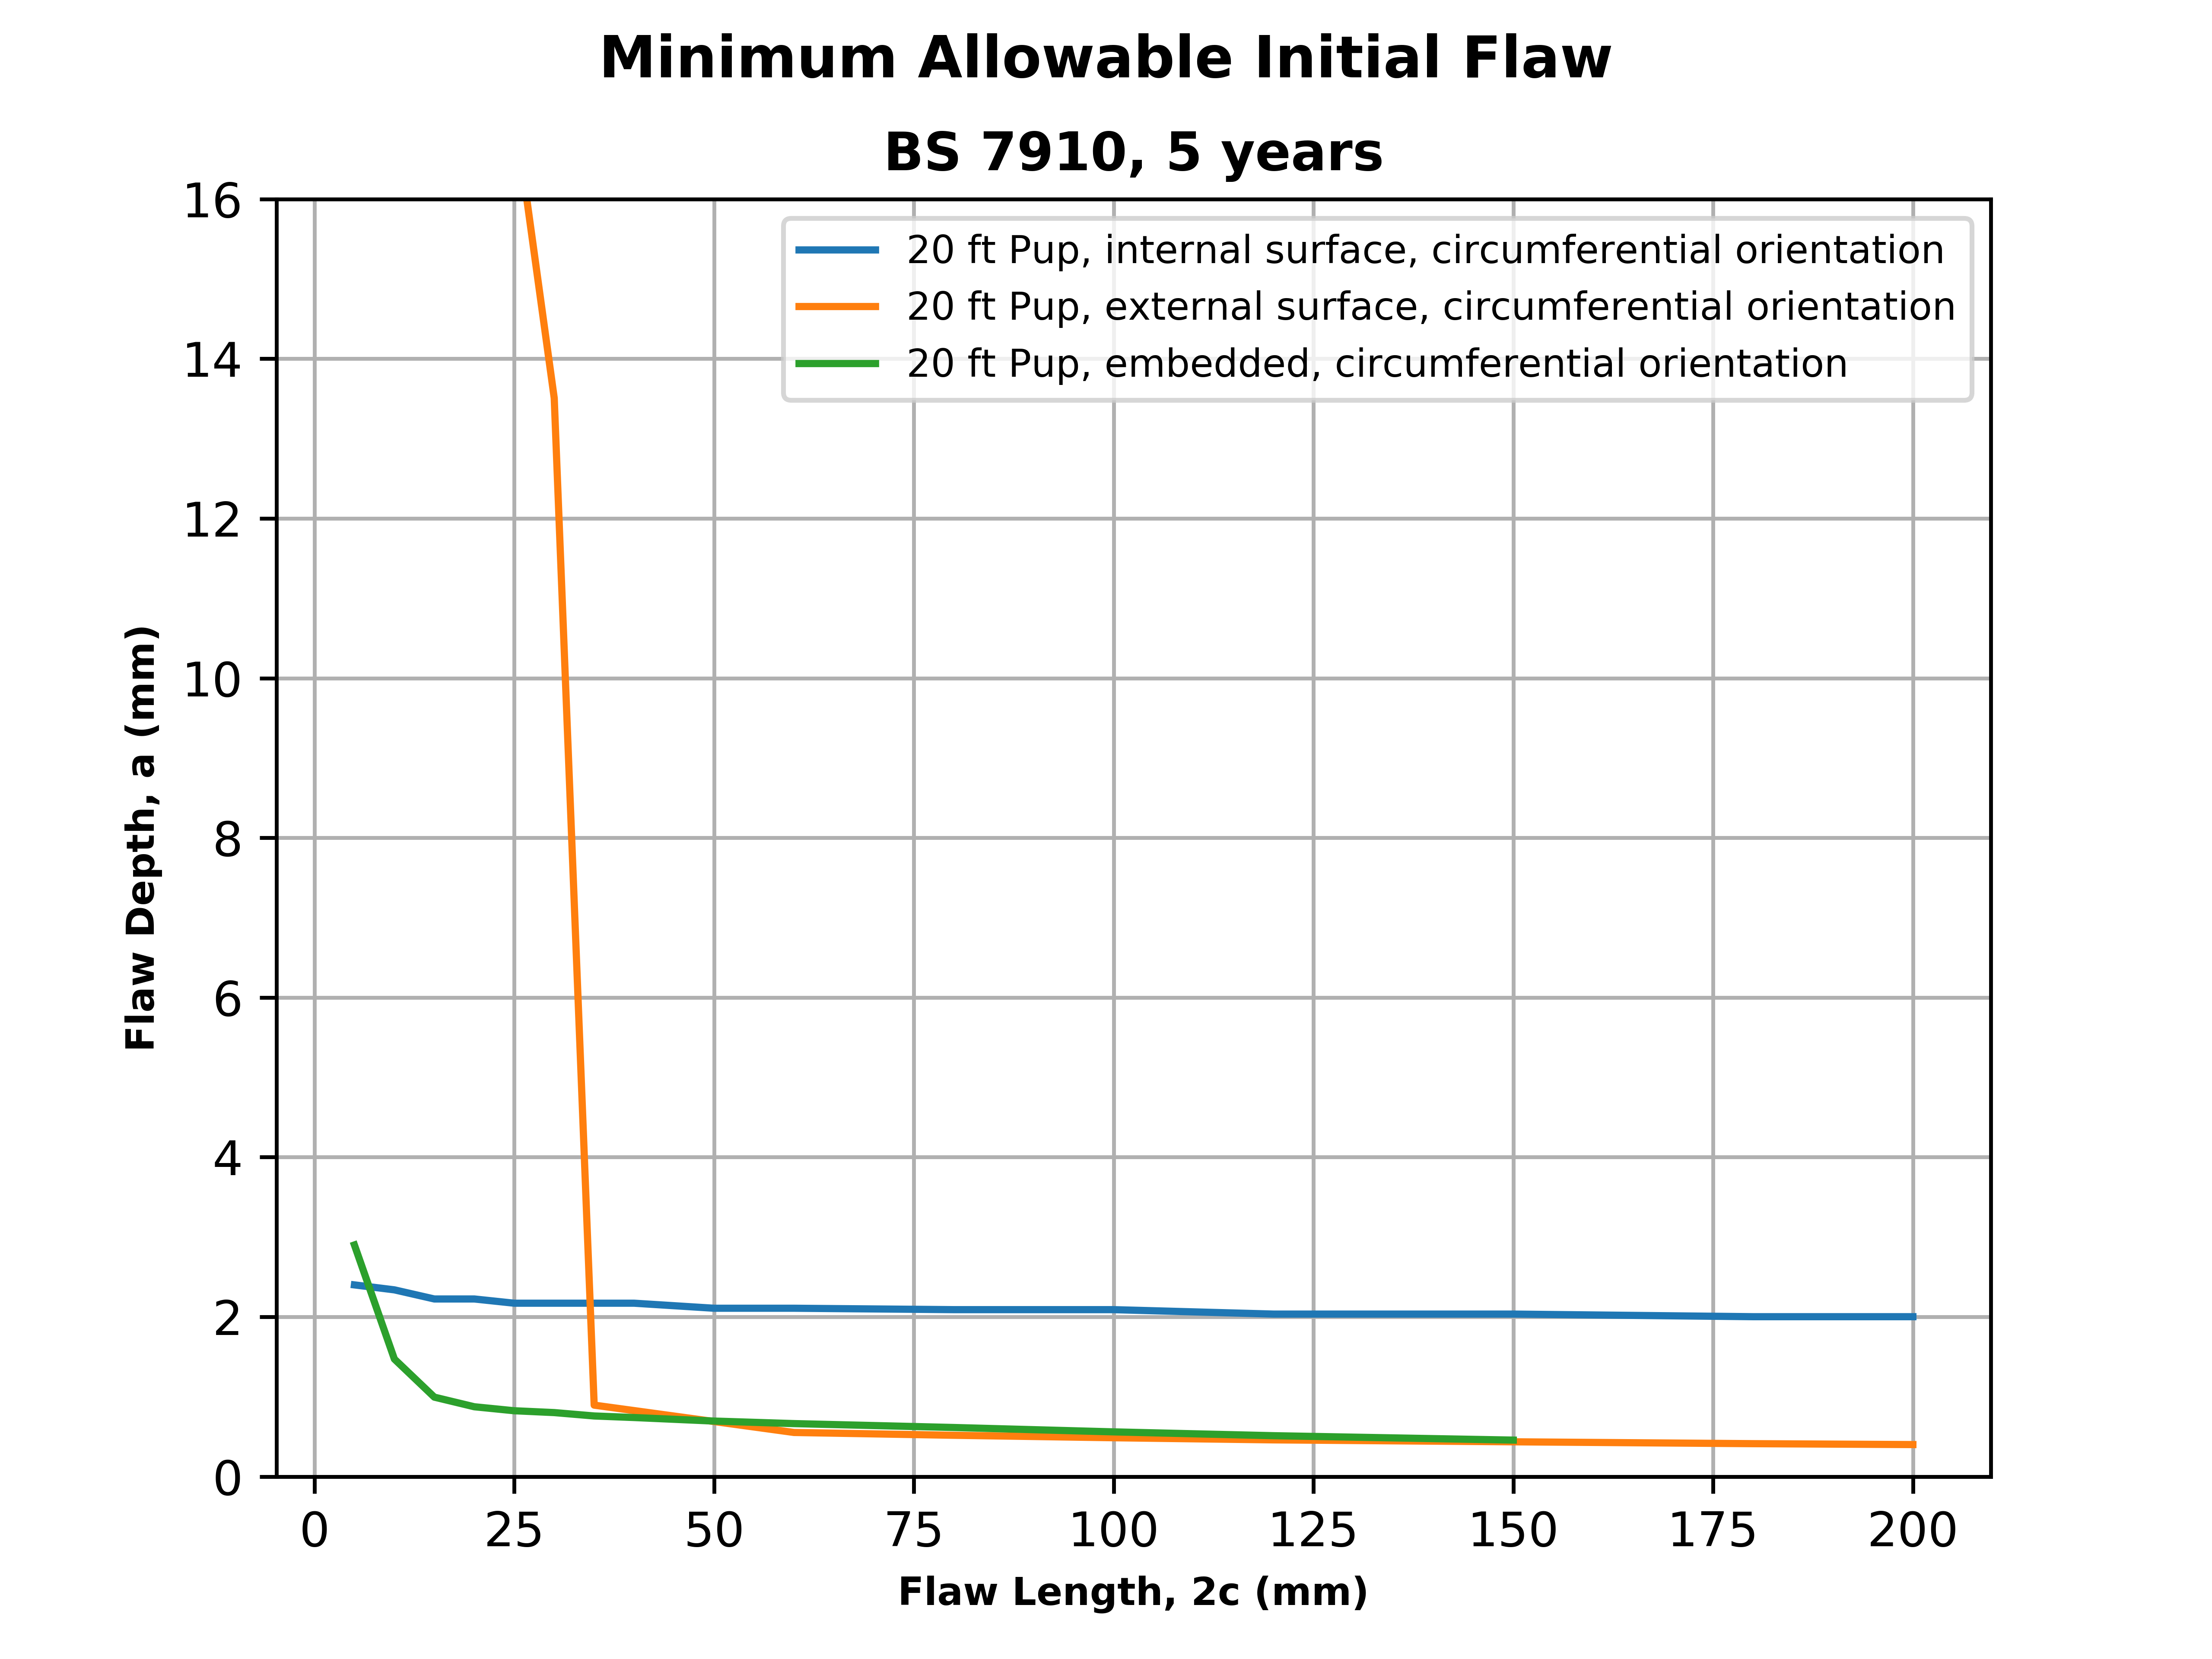 Minimum Allowable Initial Flaw
BS 7910, 5 years
20 ft Pup, internal surface, circumferential orientation
20 ft Pup, external surface, circumferential orientation
20 ft Pup, embedded, circumferential orientation
16
14
12
10
8
6
4
2
0
Flaw Depth, a (mm)
0 25 50 75 100 125 150 175 200
Flaw Length, 2c (mm)